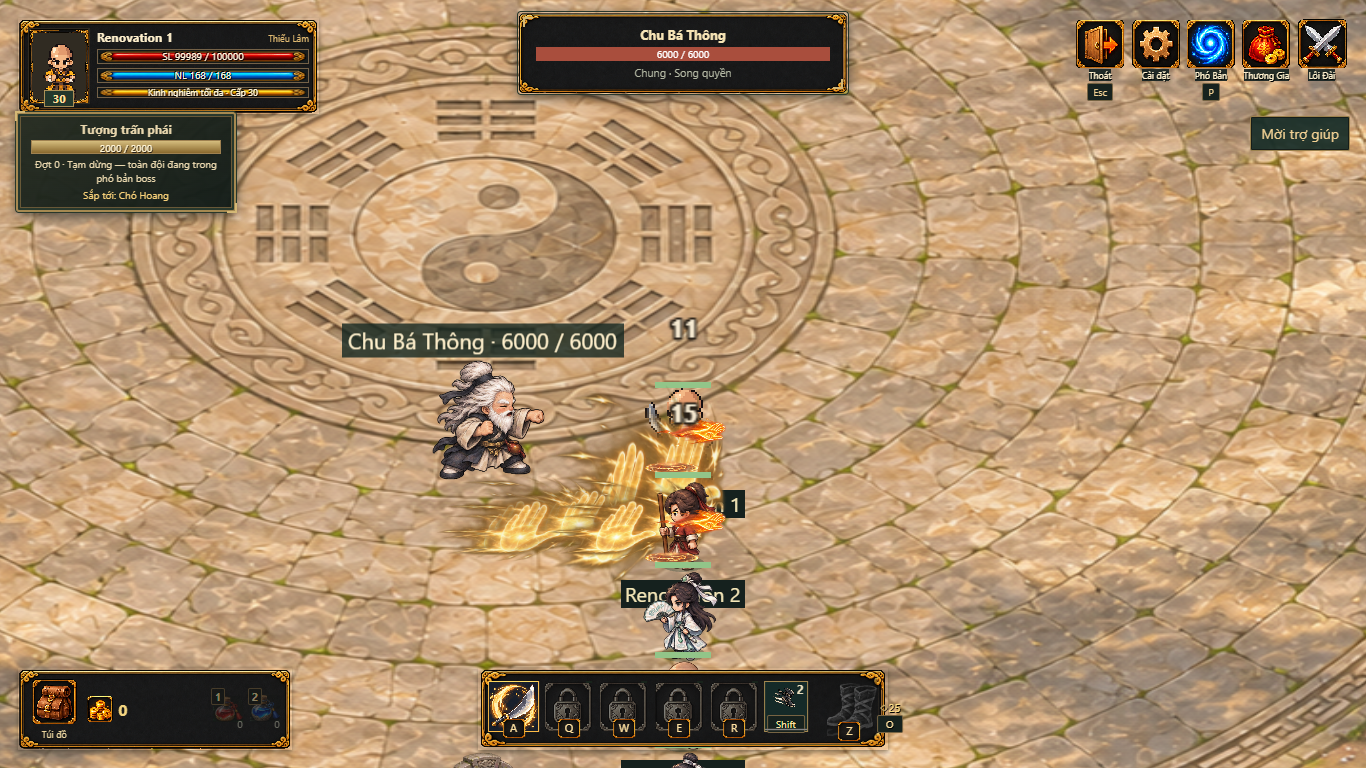 Renovation 1
Thiếu Lâm
SL 99989 / 100000
NL 168 / 168
Kinh nghiệm tối đa · Cấp 30
30
Tượng trấn phái
2000 / 2000
Đợt 0 · Tạm dừng — toàn đội đang trong
phó bản boss
Sắp tới: Chó Hoang
Chu Bá Thông
6000 / 6000
Chung · Song quyền
Thoát
Cài đặt
Phó Bản
Thương Gia
Lôi Đài
Esc
P
Mời trợ giúp
Chu Bá Thông · 6000 / 6000
11
15
1
2
Túi đồ
0
1
0
2
0
A
Q
W
E
R
2
Shift
Z
25
O